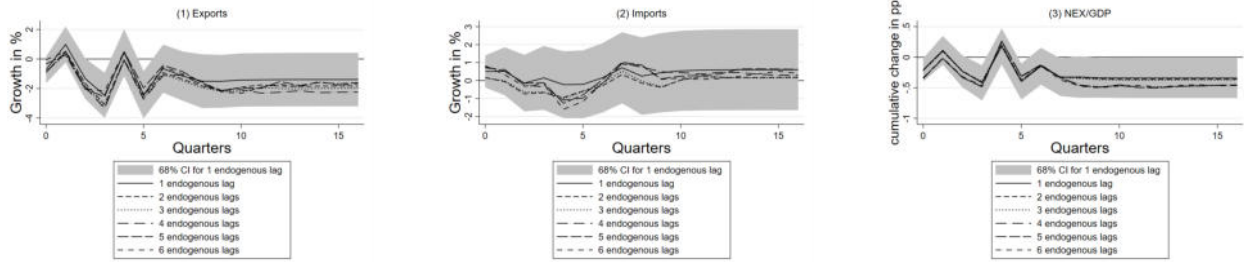 (1) Exports
Growth in %
2
0
-2
-4
0
5
10
15
Quarters
68% CI for 1 endogenous lag
1 endogenous lag
2 endogenous lags
3 endogenous lags
4 endogenous lags
5 endogenous lags
6 endogenous lags
(2) Imports
Growth in %
3
2
1
0
-1
-2
0
5
10
15
Quarters
68% CI for 1 endogenous lag
1 endogenous lag
2 endogenous lags
3 endogenous lags
4 endogenous lags
5 endogenous lags
6 endogenous lags
(3) NEX/GDP
cumulative change in pp
.5
0
-.5
-1
0
5
10
15
Quarters
68% CI for 1 endogenous lag
1 endogenous lag
2 endogenous lags
3 endogenous lags
4 endogenous lags
5 endogenous lags
6 endogenous lags